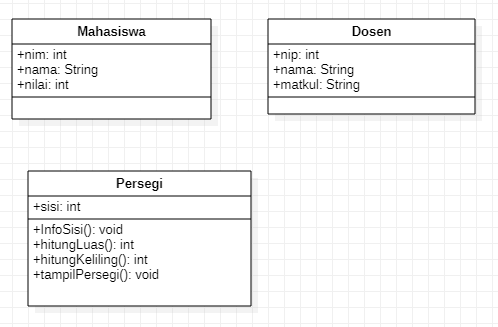 Mahasiswa
+nim: int
+nama: String
+nilai: int
Dosen
+nip: int
+nama: String
+matkul: String
Persegi
+sisi: int
+InfoSisi(): void
+hitungLuas(): int
+hitungKeliling(): int
+tampilPersegi(): void